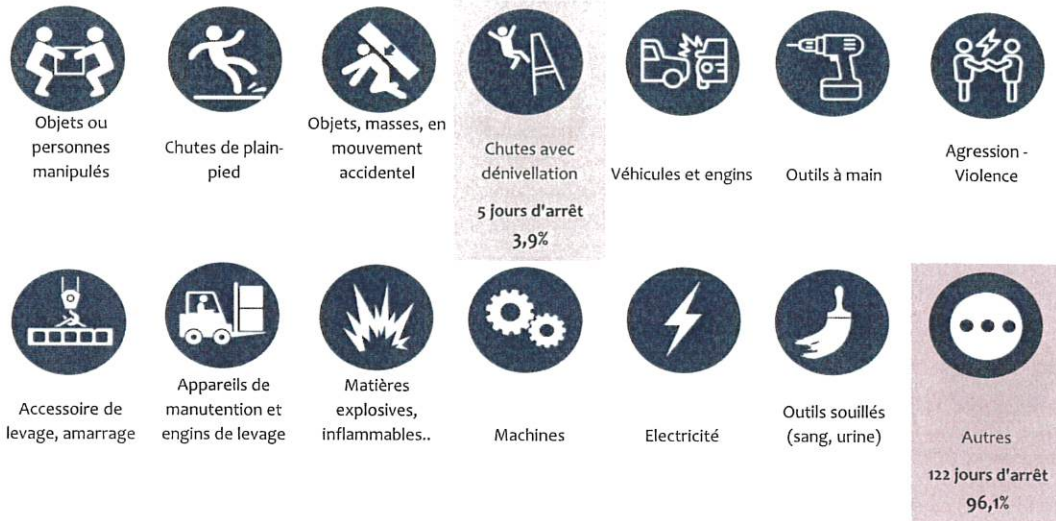 Objets ou
personnes
manipulés
Chutes de plain-
pied
Objets, masses, en
mouvement
accidentel
Chutes avec
dénivellation
5 jours d'arrêt
3,9%
Véhicules et engins
Outils à main
Agression -
Violence
Accessoire de
levage, amarrage
Appareils de
manutention et
engins de levage
Matières
explosives,
inflammables..
Machines
Electricité
Outils souillés
(sang, urine)
Autres
122 jours d'arrêt
96,1%